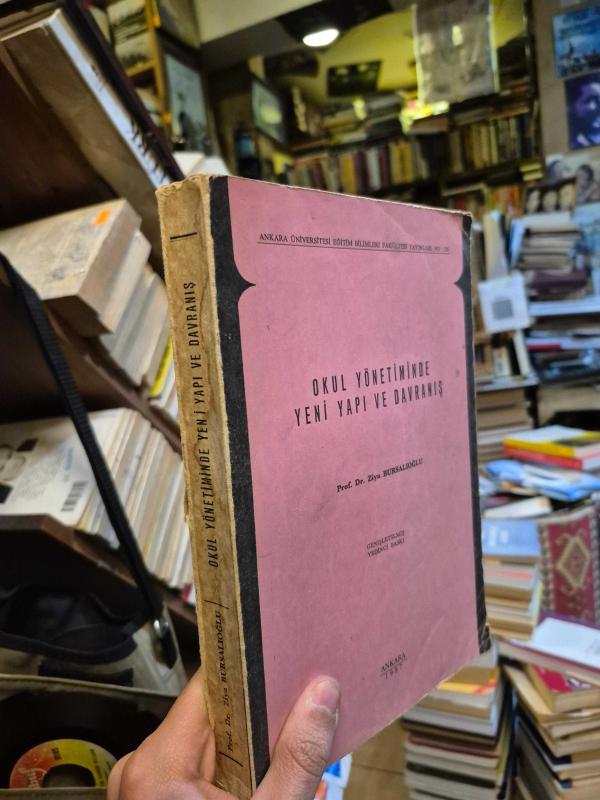 ANKARA ÜNİVERSİTESİ EĞİTİM BİLİMLERİ FAKÜLTESİ YAYINLARI
OKUL YÖNETİMİNDE
YENİ YAPI VE DAVRANIŞ
Prof. Dr. Ziya BURSALIOĞLU
GENİŞLETİLMİŞ
YEDİNCİ BASKI
ANKARA
OKUL YÖNETİMİNDE YENİ YAPI VE DAVRANIŞ
Prof. Dr. Ziya BURSALIOĞLU